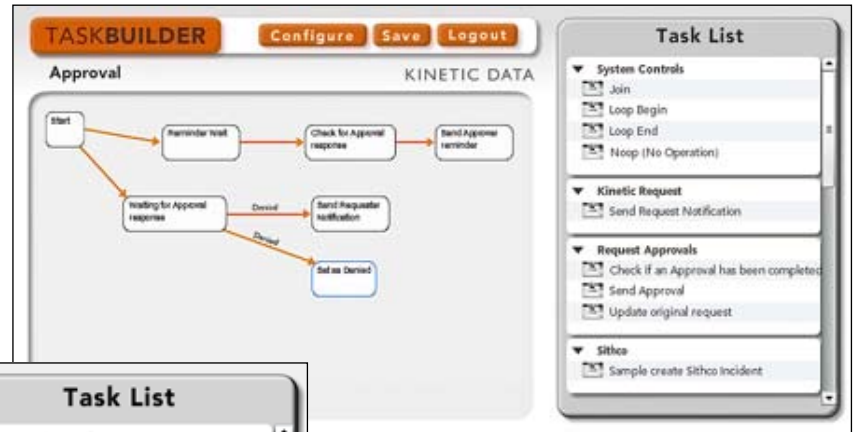 TASKBUILDER
Configure Save Logout
Approval
KINETIC DATA
Start
Reminder Wait
Check for Approval
response
Send Approver
reminder
Waiting for Approval
response
Denied
Send Requester
Notification
Denied
Set as Denied
Task List
System Controls
Join
Loop Begin
Loop End
Noop (No Operation)
Kinetic Request
Send Request Notification
Request Approvals
Check if an Approval has been completed
Send Approval
Update original request
Sithco
Sample create Sithco Incident
Task List